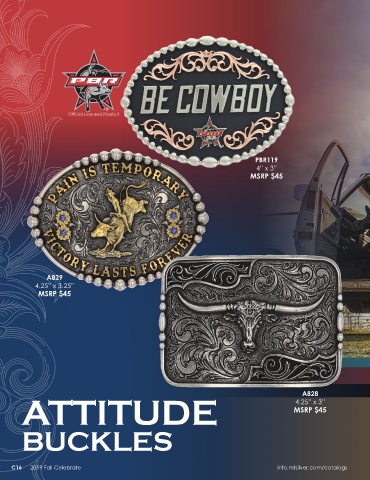 PBR
Official Licensed Product
BE COWBOY
PBR
PBR119
4" x 3"
MSRP $45
PAIN IS TEMPORARY
VICTORY LASTS FOREVER
A829
4.25" x 3.25"
MSRP $45
A828
4.25" x 3"
MSRP $45
ATTITUDE
BUCKLES
C16 2019 Fall Celebrate
info.mtsilver.com/catalogs